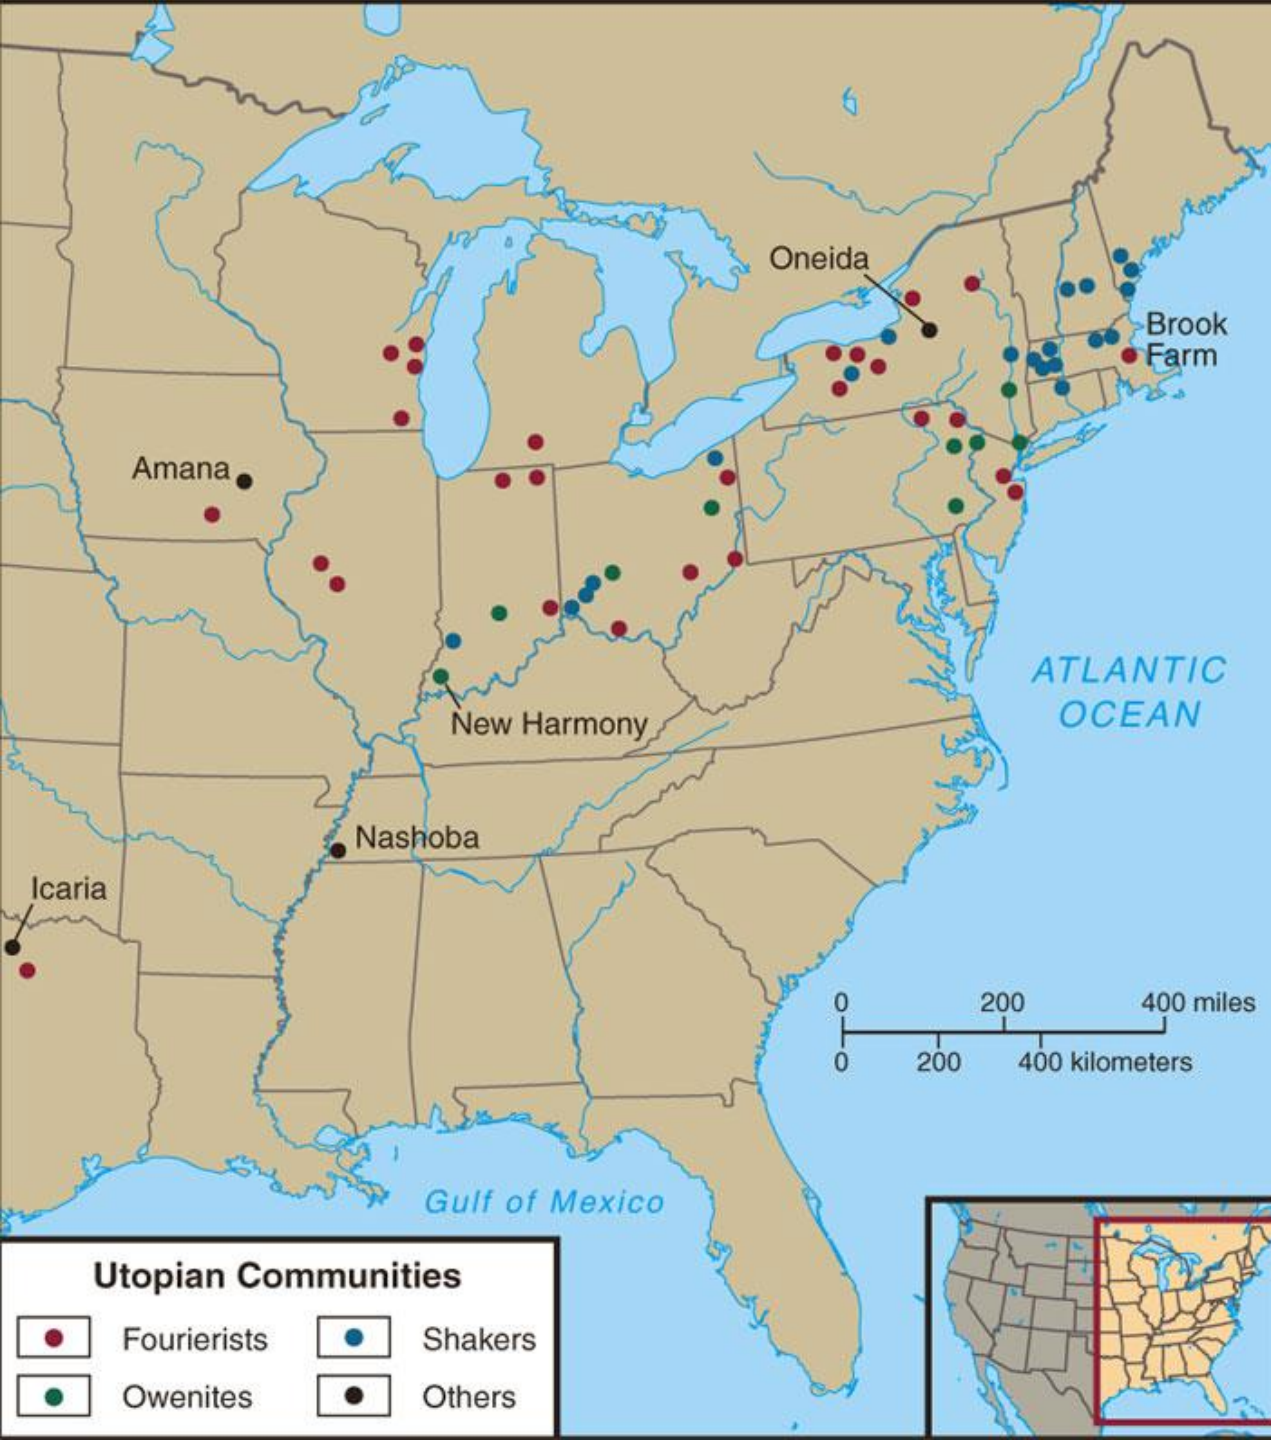 Oneida
Brook
Farm
Amana
New Harmony
ATLANTIC
OCEAN
Nashoba
Icaria
0 200 400 miles
0 200 400 kilometers
Gulf of Mexico
Utopian Communities
Fourierists
Shakers
Owenites
Others